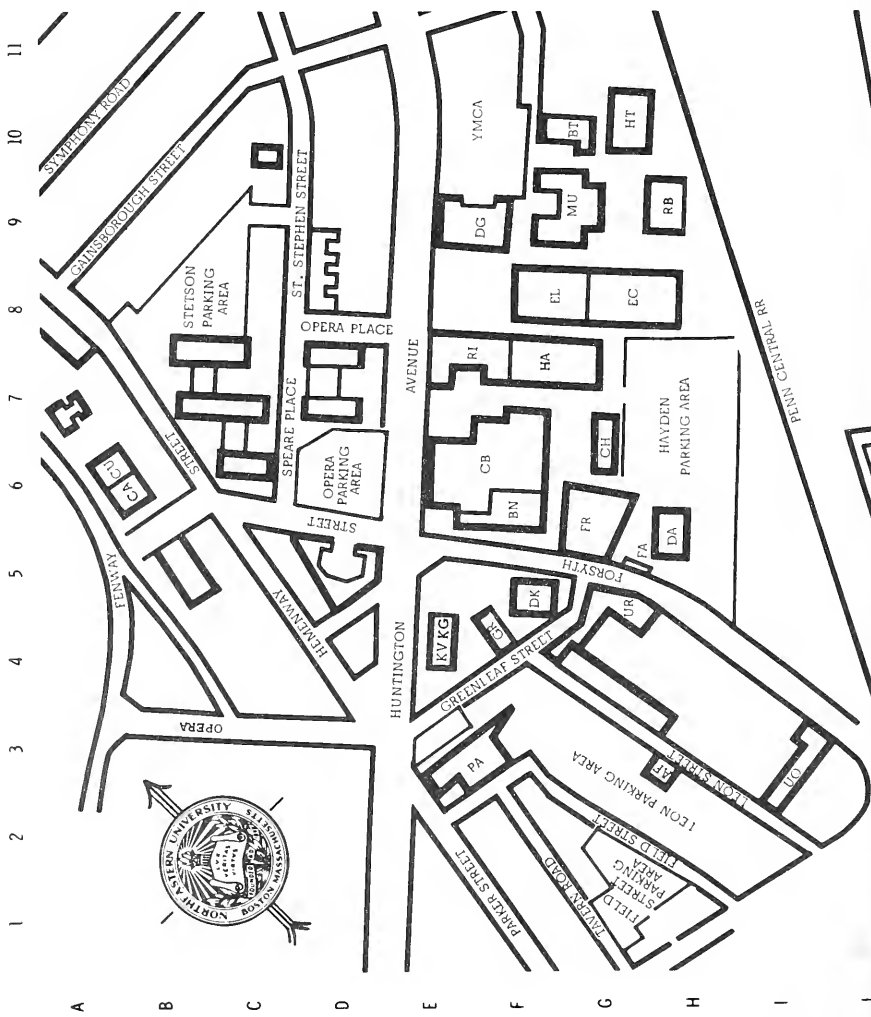 1 2 3 4 5 6 7 8 9 10 11
A
B
C
D
E
F
G
H
I
SYMPHONY ROAD
GAINSBOROUGH STREET
ST. STEPHEN STREET
STETSON
PARKING
AREA
OPERA PLACE
SPEARE PLACE
OPERA
PARKING
AREA
STREET
STREET
FENWAY
HEMENWAY
OPERA
HUNTINGTON
AVENUE
CA
CU
YMCA
BT
HT
DG
MU
RB
EL
EC
RI
HA
CB
BN
CH
FR
HAYDEN
PARKING AREA
PENN CENTRAL RR
FA
DA
FORSYTH
DK
KV KG
GR
UR
GREENLEAF STREET
PA
LEON PARKING AREA
AF
LEON STREET
UO
FIELD STREET
FIELD
STREET
PARKING
AREA
TAVERN ROAD
PARKER STREET
NORTHEASTERN UNIVERSITY
BOSTON MASSACHUSETTS